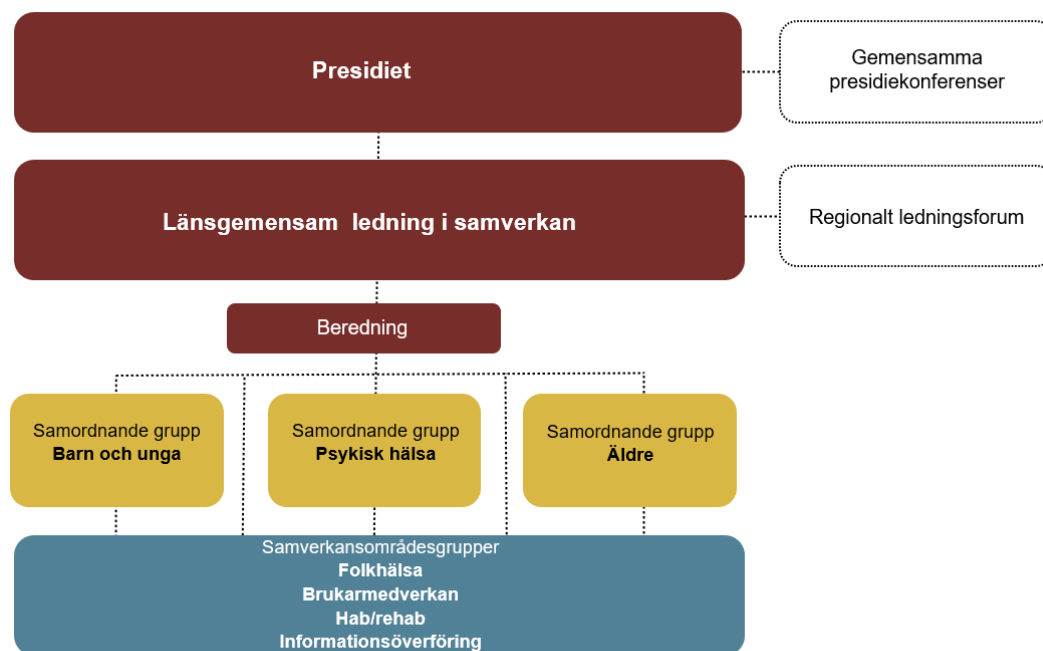 Presidiet
Gemensamma
presidiekonferenser
Länsgemensam ledning i samverkan
Regionalt ledningsforum
Beredning
Samordnande grupp
Barn och unga
Samordnande grupp
Psykisk hälsa
Samordnande grupp
Äldre
Samverkansområdesgrupper
Folkhälsa
Brukarmedverkan
Hab/rehab
Informationsöverföring